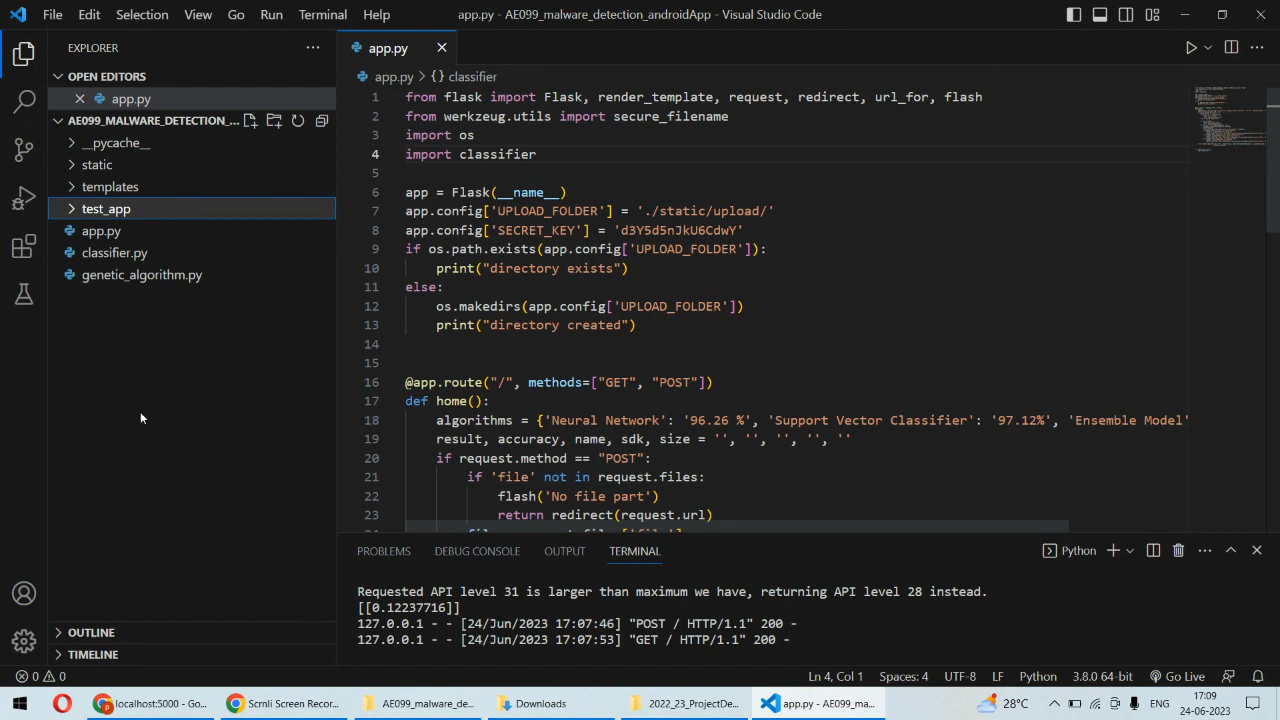 File Edit Selection View Go Run Terminal Help app.py - AE099_malware_detection_androidApp - Visual Studio Code
EXPLORER
OPEN EDITORS
app.py
AE099_MALWARE_DETECTION_...
__pycache__
static
templates
test_app
app.py
classifier.py
genetic_algorithm.py
OUTLINE
TIMELINE
app.py
app.py > {} classifier
1 from flask import Flask, render_template, request, redirect, url_for, flash
2 from werkzeug.utils import secure_filename
3 import os
4 import classifier
5
6 app = Flask(__name__)
7 app.config['UPLOAD_FOLDER'] = './static/upload/'
8 app.config['SECRET_KEY'] = 'd3Y5d5nJkU6CdwY'
9 if os.path.exists(app.config['UPLOAD_FOLDER']):
10 print("directory exists")
11 else:
12 os.makedirs(app.config['UPLOAD_FOLDER'])
13 print("directory created")
14
15
16 @app.route("/", methods=["GET", "POST"])
17 def home():
18 algorithms = {'Neural Network': '96.26 %', 'Support Vector Classifier': '97.12%', 'Ensemble Model'
19 result, accuracy, name, sdk, size = '', '', '', '', ''
20 if request.method == "POST":
21 if 'file' not in request.files:
22 flash('No file part')
23 return redirect(request.url)
PROBLEMS DEBUG CONSOLE OUTPUT TERMINAL Python
Requested API level 31 is larger than maximum we have, returning API level 28 instead.
[[0.12237716]]
127.0.0.1 - - [24/Jun/2023 17:07:46] "POST / HTTP/1.1" 200 -
127.0.0.1 - - [24/Jun/2023 17:07:53] "GET / HTTP/1.1" 200 -
0 0 Ln 4, Col 1 Spaces: 4 UTF-8 LF Python 3.8.0 64-bit Go Live
localhost:5000 - Go... Scrnli Screen Recor... AE099_malware_de... Downloads 2022_23_ProjectDe... app.py - AE099_ma... 28°C 17:09
24-06-2023